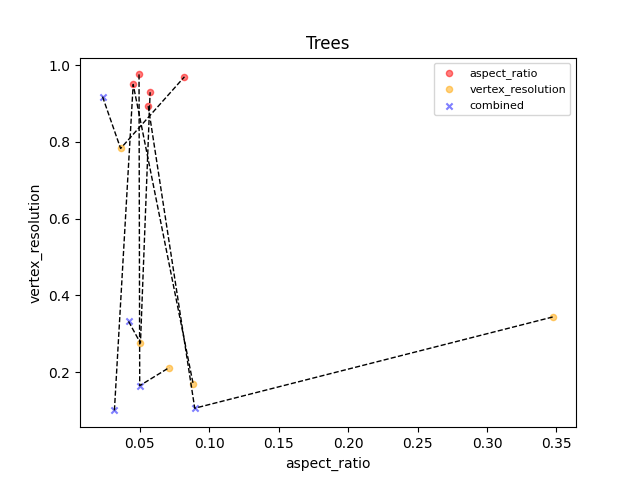 Trees
aspect_ratio
vertex_resolution
combined
1.0
0.8
0.6
0.4
0.2
vertex_resolution
0.05
0.10
0.15
0.20
0.25
0.30
0.35
aspect_ratio